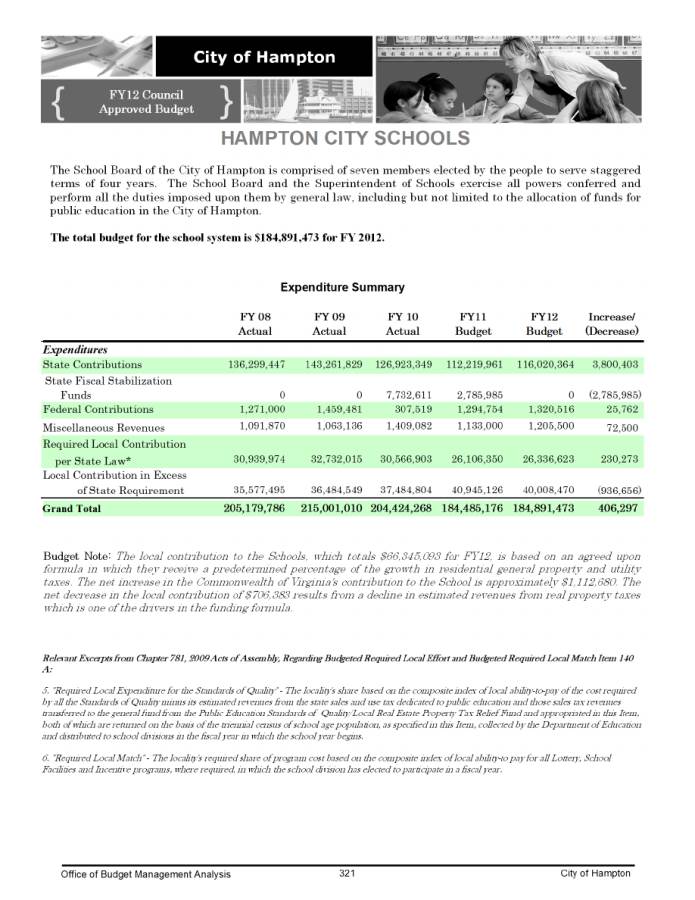 City of Hampton
FY12 Council
Approved Budget
HAMPTON CITY SCHOOLS
The School Board of the City of Hampton is comprised of seven members elected by the people to serve staggered
terms of four years. The School Board and the Superintendent of Schools exercise all powers conferred and
perform all the duties imposed upon them by general law, including but not limited to the allocation of funds for
public education in the City of Hampton.
The total budget for the school system is $184,891,473 for FY 2012.
Expenditure Summary
FY 08 FY 09 FY 10 FY11 FY12 Increase/
Actual Actual Actual Budget Budget (Decrease)
Expenditures
State Contributions 136,299,447 143,261,829 126,923,349 112,219,961 116,020,364 3,800,403
State Fiscal Stabilization
Funds 0 0 7,732,611 2,785,985 0 (2,785,985)
Federal Contributions 1,271,000 1,459,481 307,519 1,294,754 1,320,516 25,762
Miscellaneous Revenues 1,091,870 1,063,136 1,409,082 1,133,000 1,205,500 72,500
Required Local Contribution
per State Law* 30,939,974 32,732,015 30,566,903 26,106,350 26,336,623 230,273
Local Contribution in Excess
of State Requirement 35,577,495 36,484,549 37,484,804 40,945,126 40,008,470 (936,656)
Grand Total 205,179,786 215,001,010 204,424,268 184,485,176 184,891,473 406,297
Budget Note: The local contribution to the Schools, which totals $66,345,093 for FY12, is based on an agreed upon
formula in which they receive a predetermined percentage of the growth in residential general property and utility
taxes. The net increase in the Commonwealth of Virginia's contribution to the School is approximately $1,112,680. The
net decrease in the local contribution of $706,383 results from a decline in estimated revenues from real property taxes
which is one of the drivers in the funding formula.
Relevant Excerpts from Chapter 781, 2009 Acts of Assembly, Regarding Budgeted Required Local Effort and Budgeted Required Local Match Item 140
A:
5. "Required Local Expenditure for the Standards of Quality" - The locality's share based on the composite index of local ability-to-pay of the cost required
by all the Standards of Quality minus its estimated revenues from the state sales and use tax dedicated to public education and those sales tax revenues
transferred to the general fund from the Public Education Standards of Quality/Local Real Estate Property Tax Relief Fund and appropriated in this Item,
both of which are returned on the basis of the triennial census of school age population, as specified in this Item, collected by the Department of Education
and distributed to school divisions in the fiscal year in which the school year begins.
6. "Required Local Match" - The locality's required share of program cost based on the composite index of local ability-to pay for all Lottery, School
Facilities and Incentive programs, where required, in which the school division has elected to participate in a fiscal year.
Office of Budget Management Analysis 321 City of Hampton